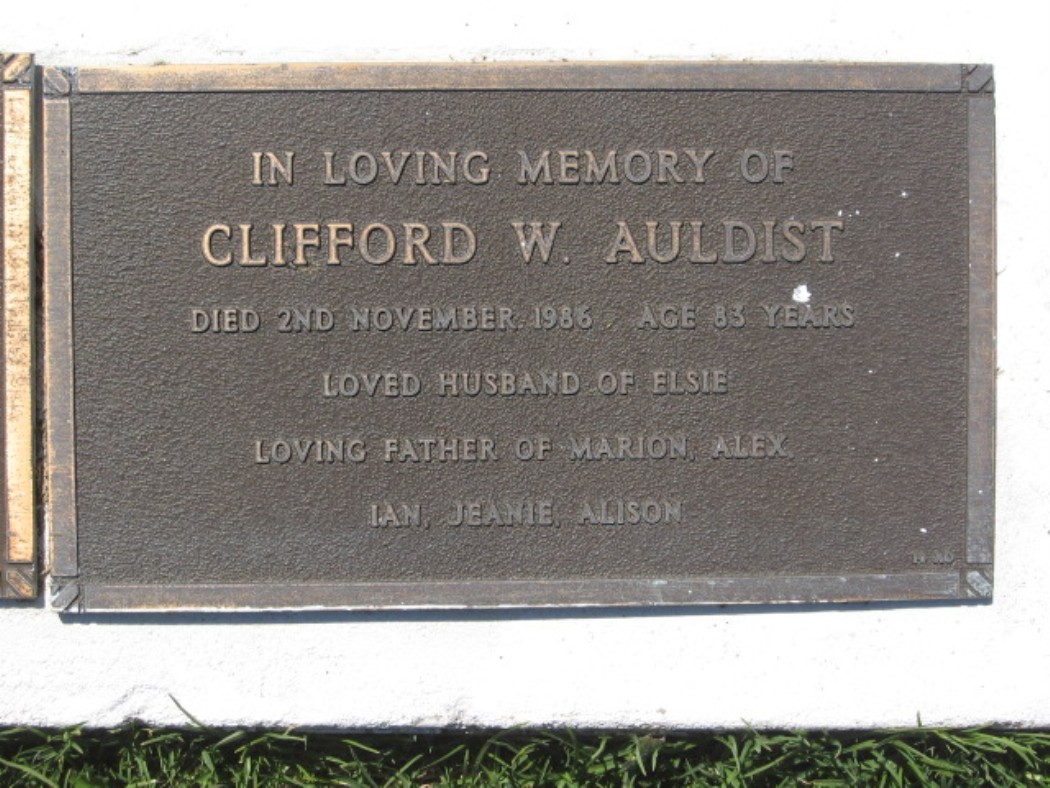 IN LOVING MEMORY OF
CLIFFORD W. AULDIST
DIED 2ND NOVEMBER, 1986 AGE 83 YEARS
LOVED HUSBAND OF ELSIE
LOVING FATHER OF MARION, ALEX,
IAN, JEANIE, ALISON